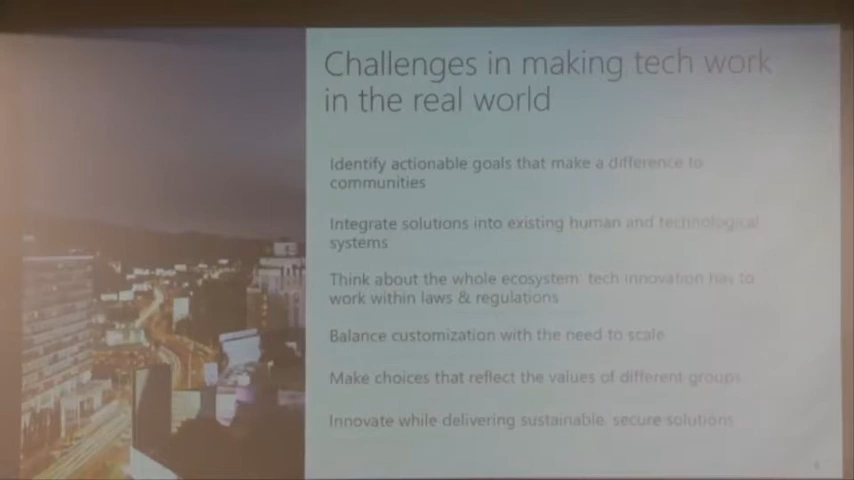 Challenges in making tech work
in the real world
Identify actionable goals that make a difference to
communities
Integrate solutions into existing human and technological
systems
Think about the whole ecosystem: tech innovation has to
work within laws & regulations
Balance customization with the need to scale
Make choices that reflect the values of different groups
Innovate while delivering sustainable, secure solutions